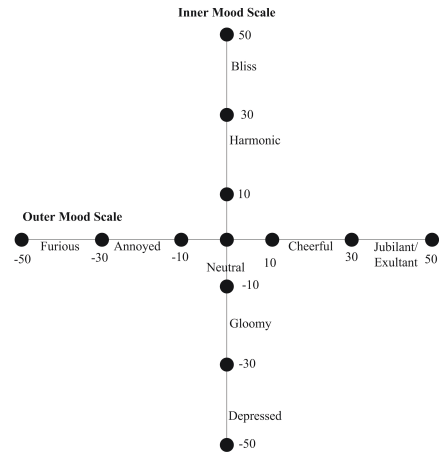 Inner Mood Scale
50
Bliss
30
Harmonic
10
Outer Mood Scale
Furious Annoyed Cheerful Jubilant/
Exultant
-50 -30 -10 10 30 50
Neutral
-10
Gloomy
-30
Depressed
-50